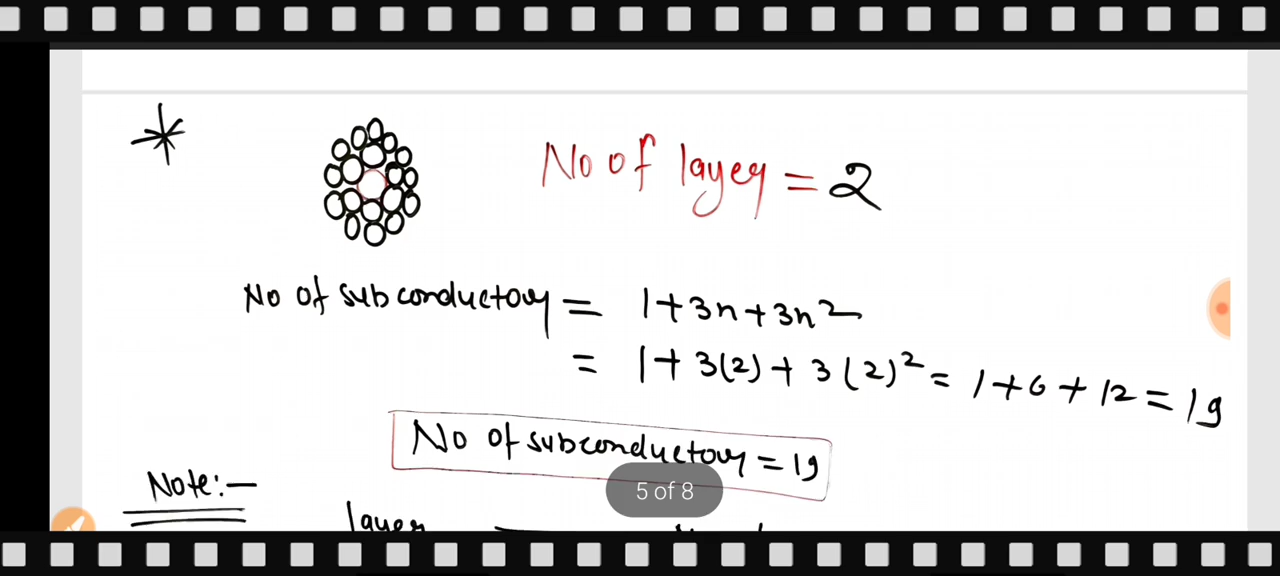 No of layer = 2
No of subconductor = 1+3n+3n²
= 1+3(2)+3(2)² = 1+6+12 = 19
No of subconductor = 19
5 of 8
Note:-
layer